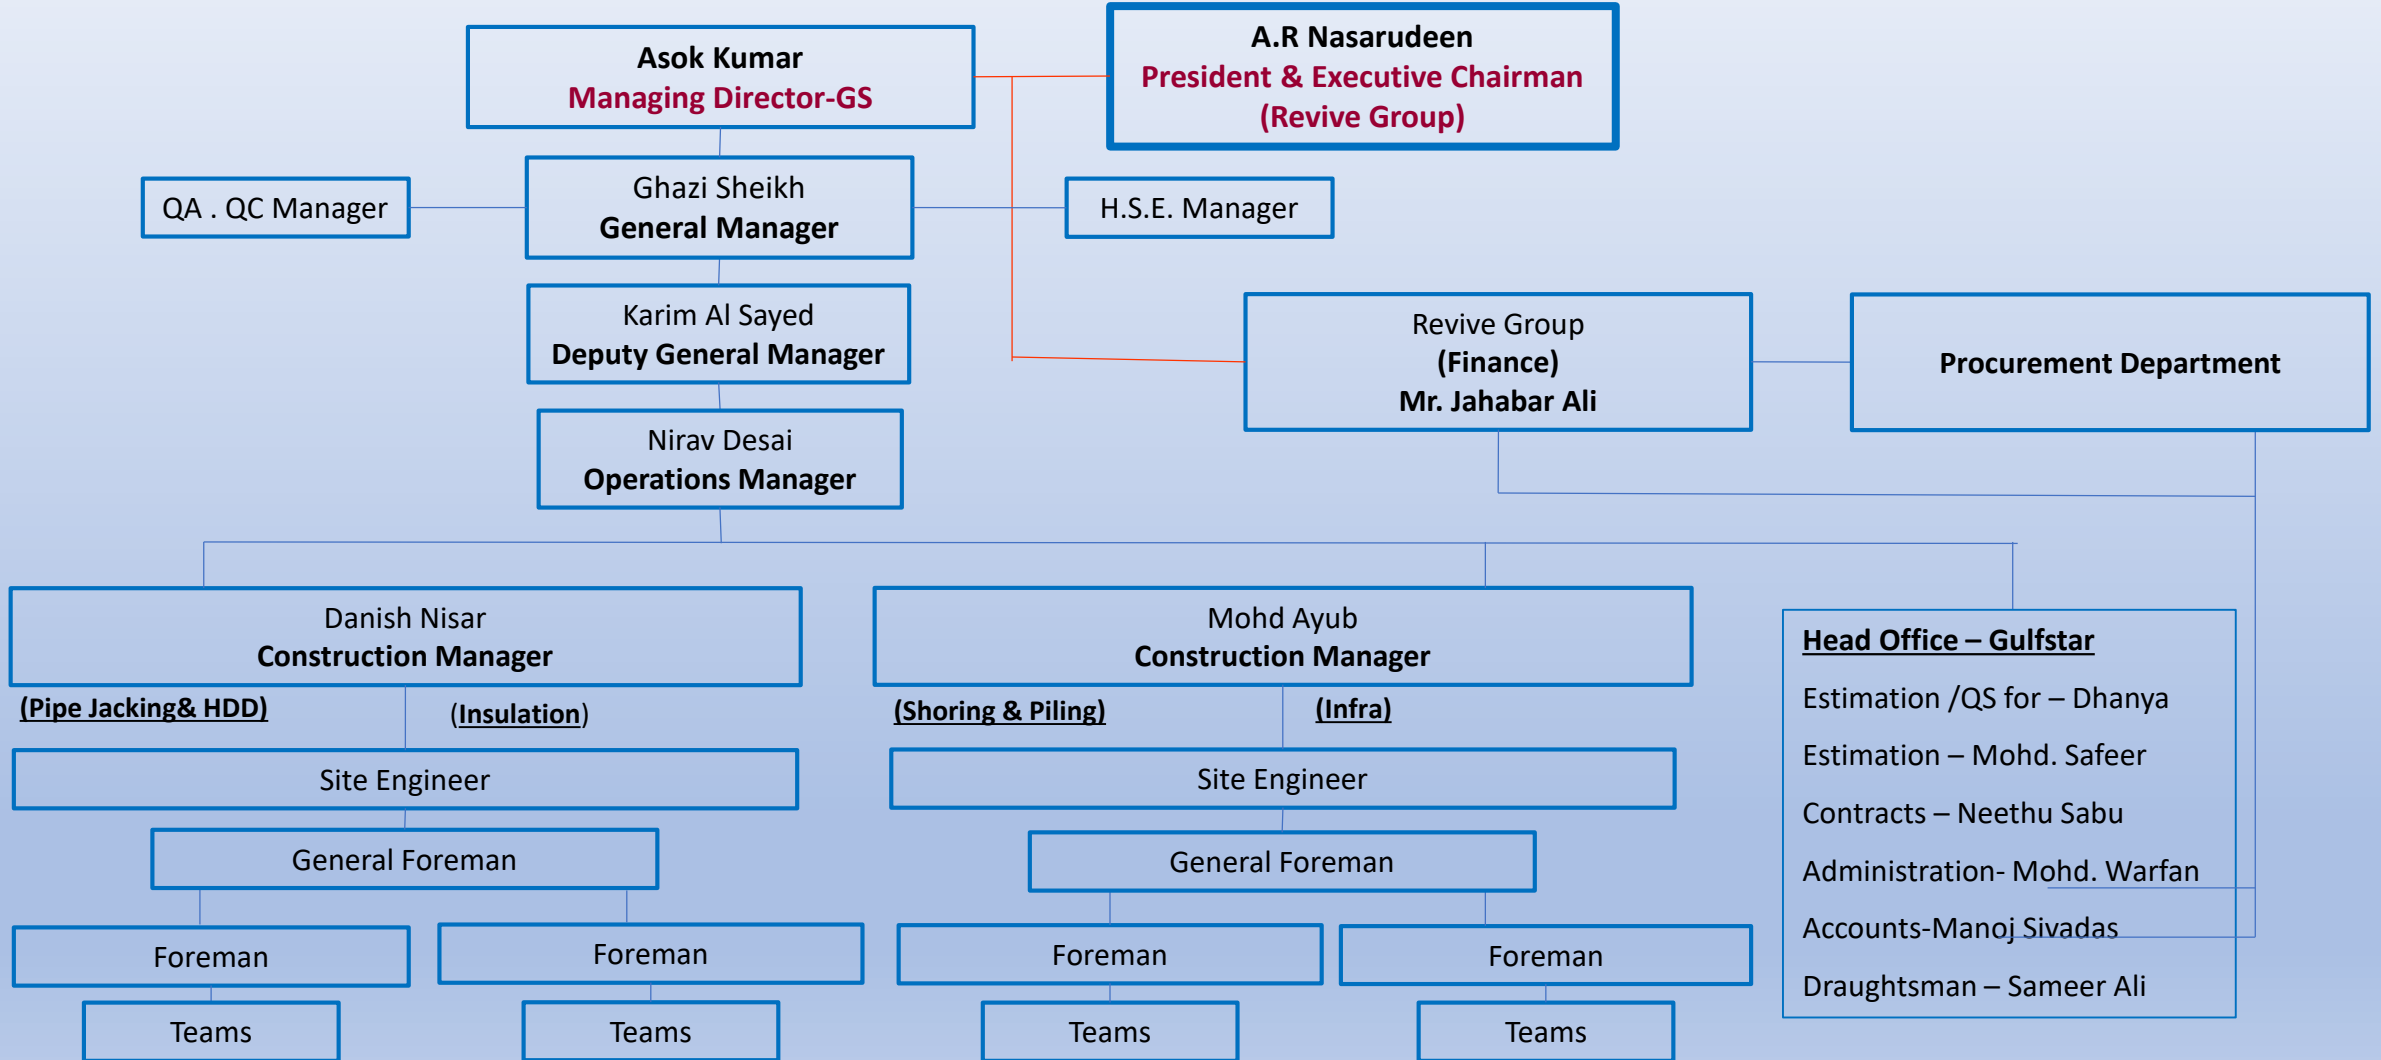 Asok Kumar
Managing Director-GS
A.R Nasarudeen
President & Executive Chairman
(Revive Group)
QA . QC Manager
Ghazi Sheikh
General Manager
H.S.E. Manager
Karim Al Sayed
Deputy General Manager
Revive Group
(Finance)
Mr. Jahabar Ali
Procurement Department
Nirav Desai
Operations Manager
Danish Nisar
Construction Manager
(Pipe Jacking& HDD)
(Insulation)
Site Engineer
General Foreman
Foreman
Foreman
Teams
Teams
Mohd Ayub
Construction Manager
(Shoring & Piling)
(Infra)
Site Engineer
General Foreman
Foreman
Foreman
Teams
Teams
Head Office – Gulfstar
Estimation /QS for – Dhanya
Estimation – Mohd. Safeer
Contracts – Neethu Sabu
Administration- Mohd. Warfan
Accounts-Manoj Sivadas
Draughtsman – Sameer Ali